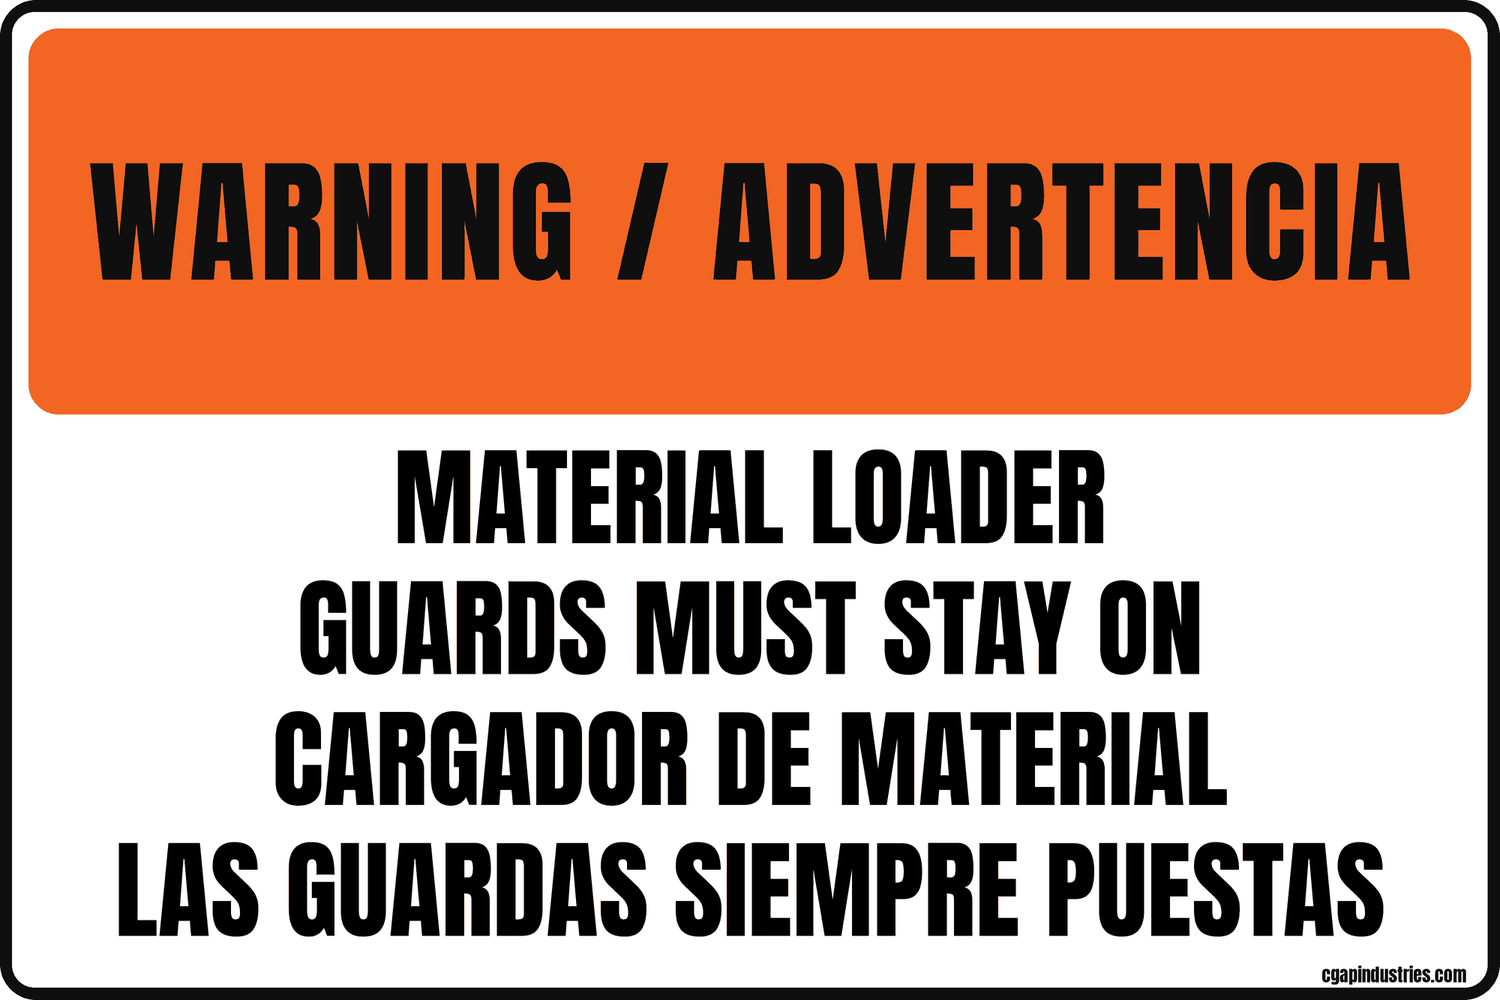 WARNING / ADVERTENCIA
MATERIAL LOADER
GUARDS MUST STAY ON
CARGADOR DE MATERIAL
LAS GUARDAS SIEMPRE PUESTAS
cgapindustries.com